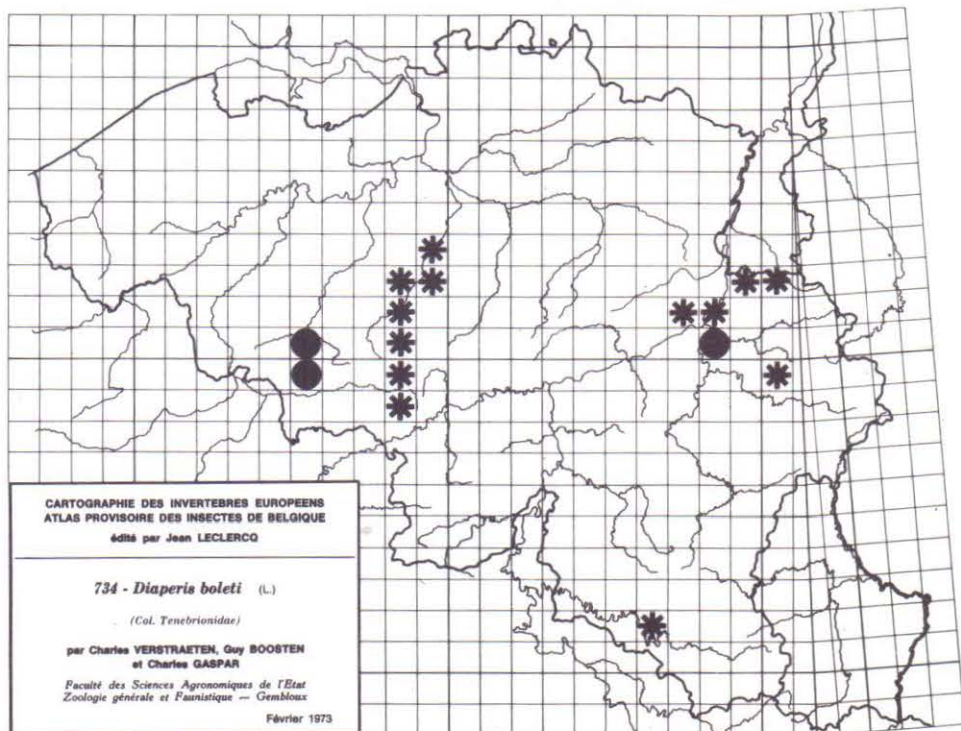 CARTOGRAPHIE DES INVERTEBRES EUROPEENS
ATLAS PROVISOIRE DES INSECTES DE BELGIQUE
édité par Jean LECLERCQ
734 - Diaperis boleti (L.)
(Col. Tenebrionidae)
par Charles VERSTRAETEN, Guy BOOSTEN
et Charles GASPAR
Faculté des Sciences Agronomiques de l'Etat
Zoologie générale et Faunistique — Gembloux
Février 1973